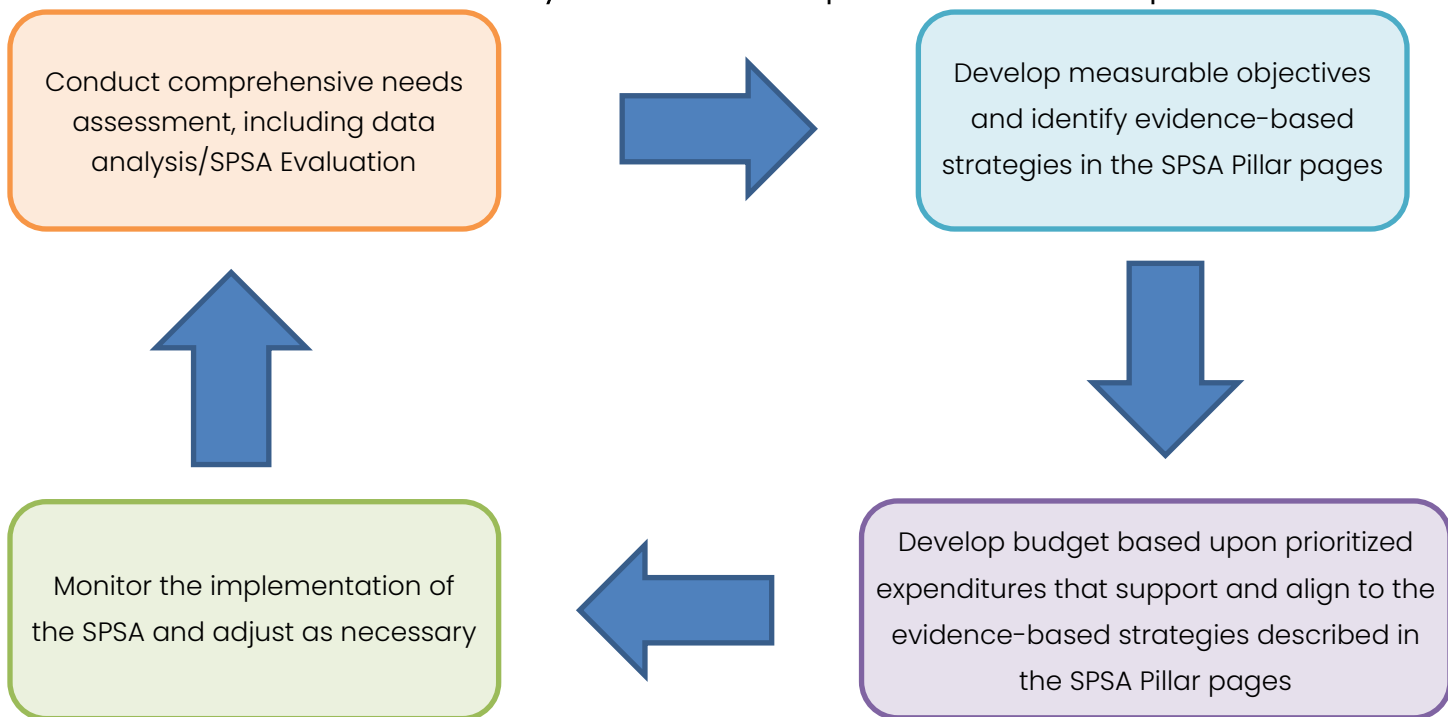 Conduct comprehensive needs
assessment, including data
analysis/SPSA Evaluation
Develop measurable objectives
and identify evidence-based
strategies in the SPSA Pillar pages
Develop budget based upon prioritized
expenditures that support and align to the
evidence-based strategies described in
the SPSA Pillar pages
Monitor the implementation of
the SPSA and adjust as necessary